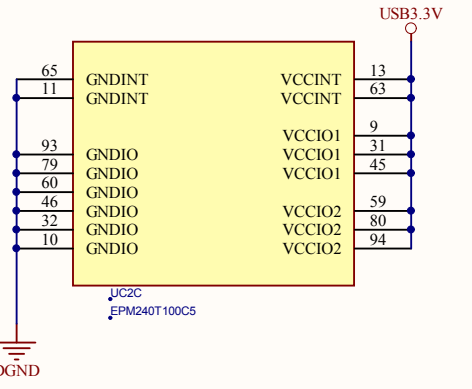 USB3.3V
65 GNDINT VCCINT 13
11 GNDINT VCCINT 63
VCCIO1 9
93 GNDIO VCCIO1 31
79 GNDIO VCCIO1 45
60 GNDIO
46 GNDIO VCCIO2 59
32 GNDIO VCCIO2 80
10 GNDIO VCCIO2 94
UC2C
EPM240T100C5
DGND